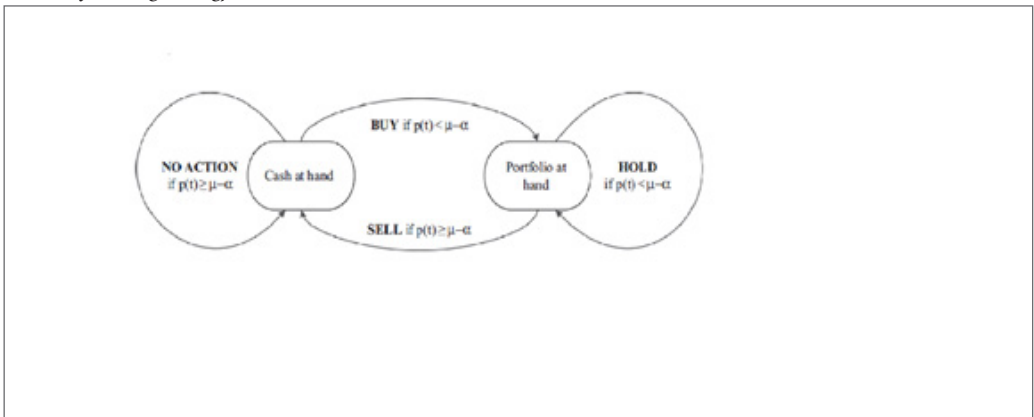 BUY if p(t)<μ−α
NO ACTION
if p(t)≥μ−α
Cash at hand
Portfolio at
hand
HOLD
if p(t)<μ−α
SELL if p(t)≥μ−α